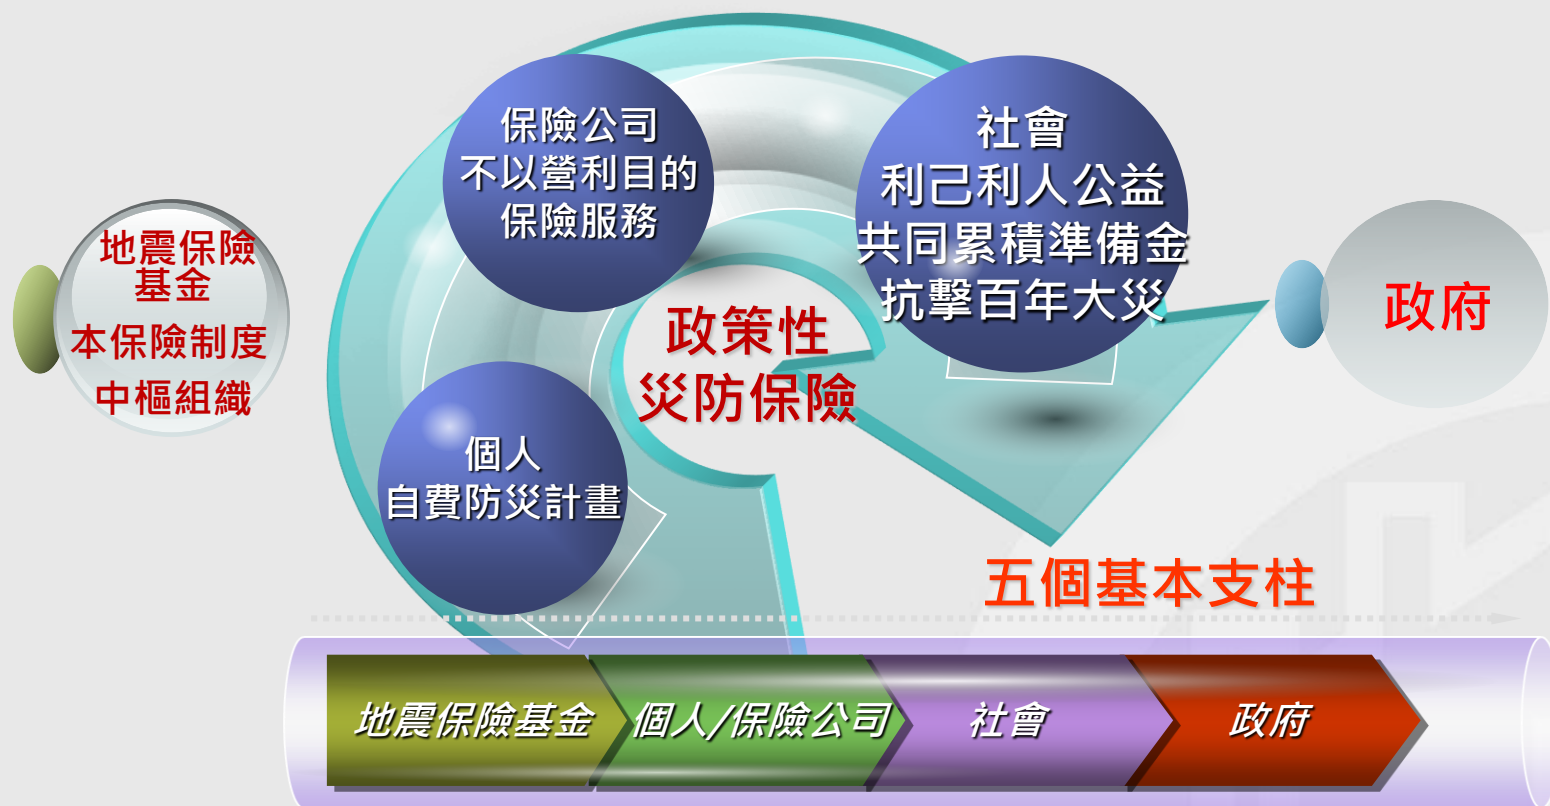 地震保險
基金
本保險制度
中樞組織
保險公司
不以營利目的
保險服務
個人
自費防災計畫
政策性
災防保險
社會
利己利人公益
共同累積準備金
抗擊百年大災
政府
五個基本支柱
地震保險基金
個人/保險公司
社會
政府